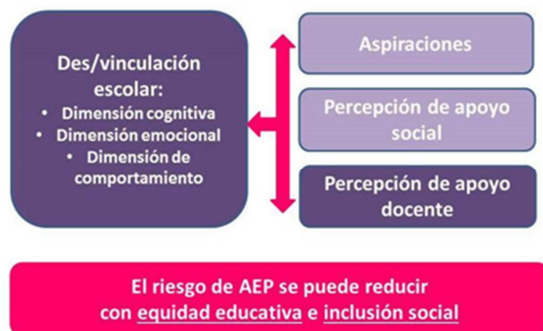 Des/vinculación
escolar:
• Dimensión cognitiva
• Dimensión emocional
• Dimensión de
comportamiento
Aspiraciones
Percepción de apoyo
social
Percepción de apoyo
docente
El riesgo de AEP se puede reducir
con equidad educativa e inclusión social